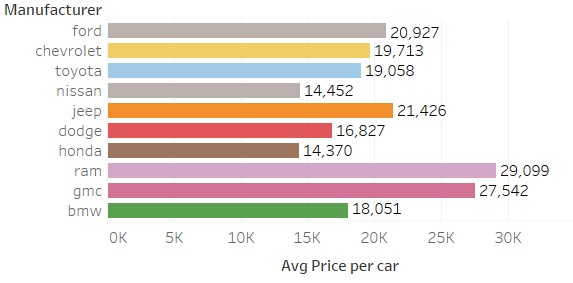 Manufacturer
ford 20,927
chevrolet 19,713
toyota 19,058
nissan 14,452
jeep 21,426
dodge 16,827
honda 14,370
ram 29,099
gmc 27,542
bmw 18,051
0K 5K 10K 15K 20K 25K 30K
Avg Price per car